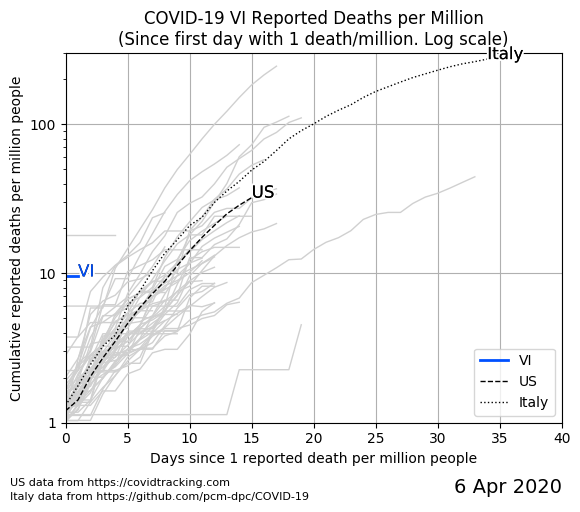 COVID-19 VI Reported Deaths per Million
(Since first day with 1 death/million. Log scale)
Cumulative reported deaths per million people
100
10
1
Italy
US
VI
VI
US
Italy
0
5
10
15
20
25
30
35
40
Days since 1 reported death per million people
US data from https://covidtracking.com
Italy data from https://github.com/pcm-dpc/COVID-19
6 Apr 2020